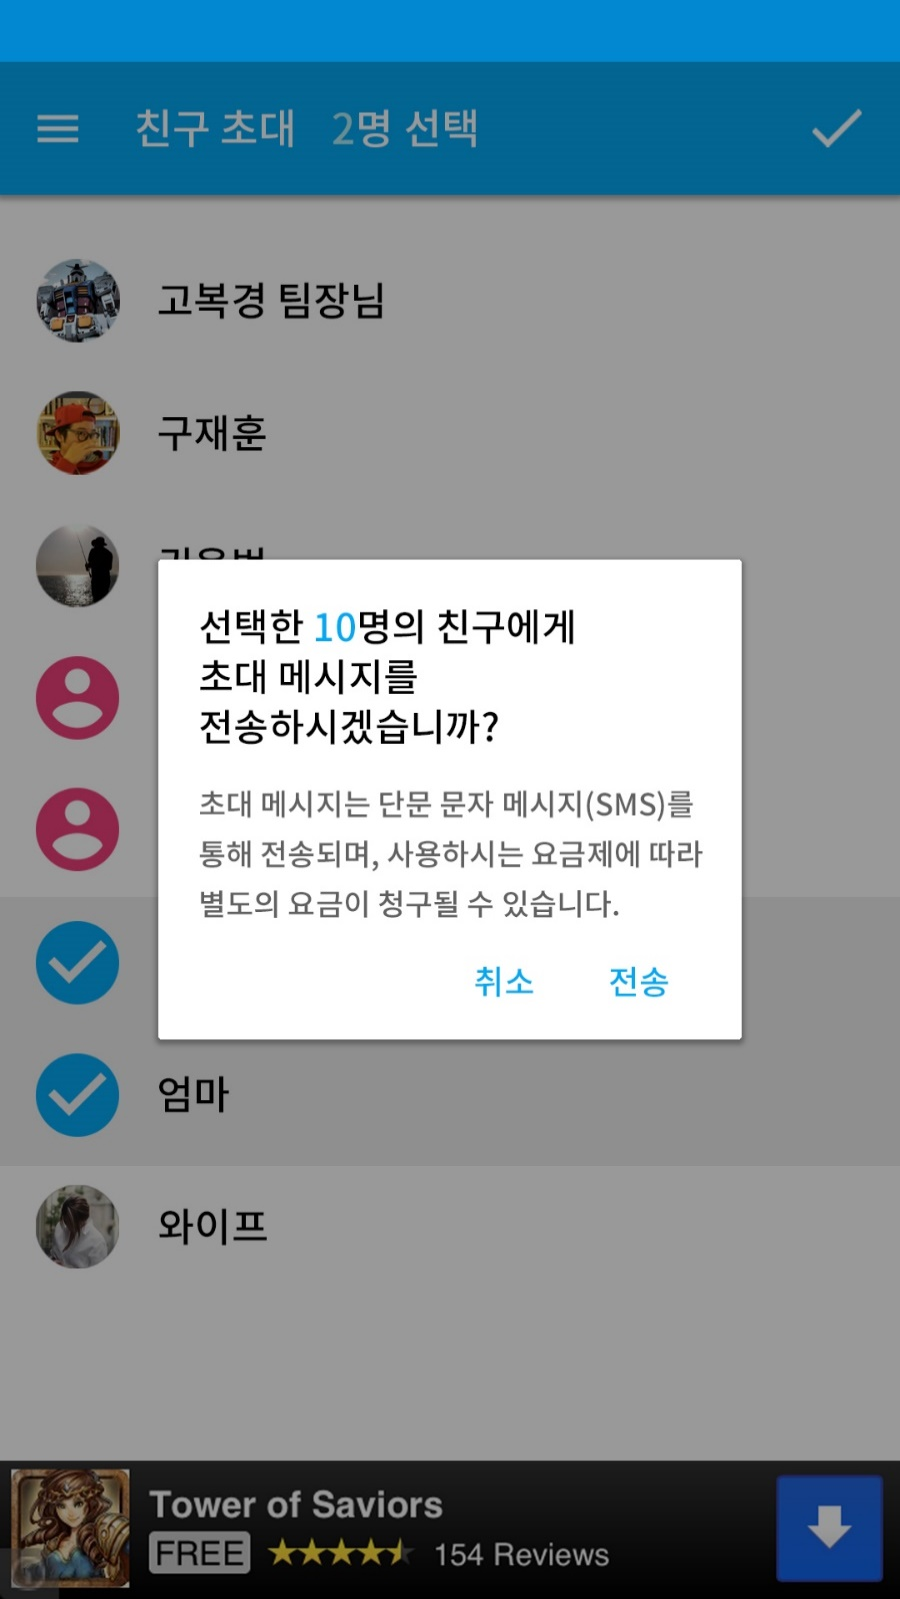 친구 초대 2명 선택
고복경 팀장님
구재훈
선택한 10명의 친구에게
초대 메시지를
전송하시겠습니까?
초대 메시지는 단문 문자 메시지(SMS)를
통해 전송되며, 사용하시는 요금제에 따라
별도의 요금이 청구될 수 있습니다.
취소 전송
엄마
와이프
Tower of Saviors
FREE 154 Reviews